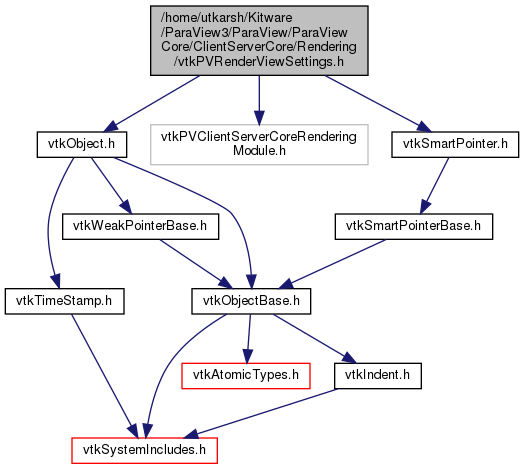 /home/utkarsh/Kitware
/ParaView3/ParaView/ParaView
Core/ClientServerCore/Rendering
/vtkPVRenderViewSettings.h
vtkObject.h
vtkPVClientServerCoreRendering
Module.h
vtkSmartPointer.h
vtkWeakPointerBase.h
vtkSmartPointerBase.h
vtkTimeStamp.h
vtkObjectBase.h
vtkAtomicTypes.h
vtkIndent.h
vtkSystemIncludes.h